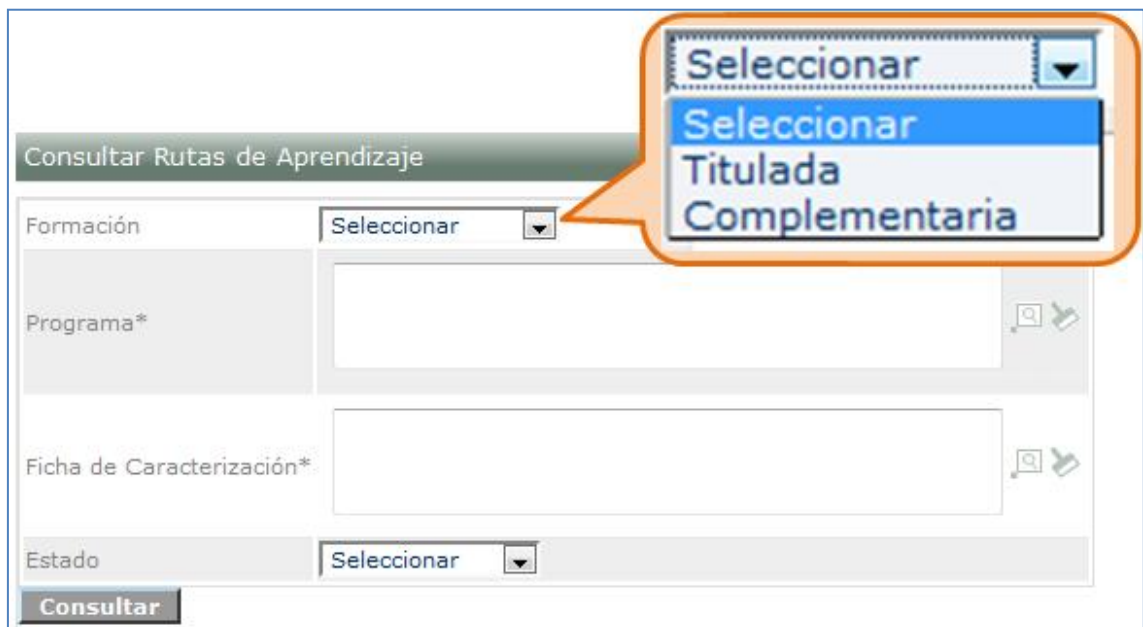 Seleccionar
Seleccionar
Titulada
Complementaria
Consultar Rutas de Aprendizaje
Formación
Seleccionar
Programa*
Ficha de Caracterización*
Estado
Seleccionar
Consultar